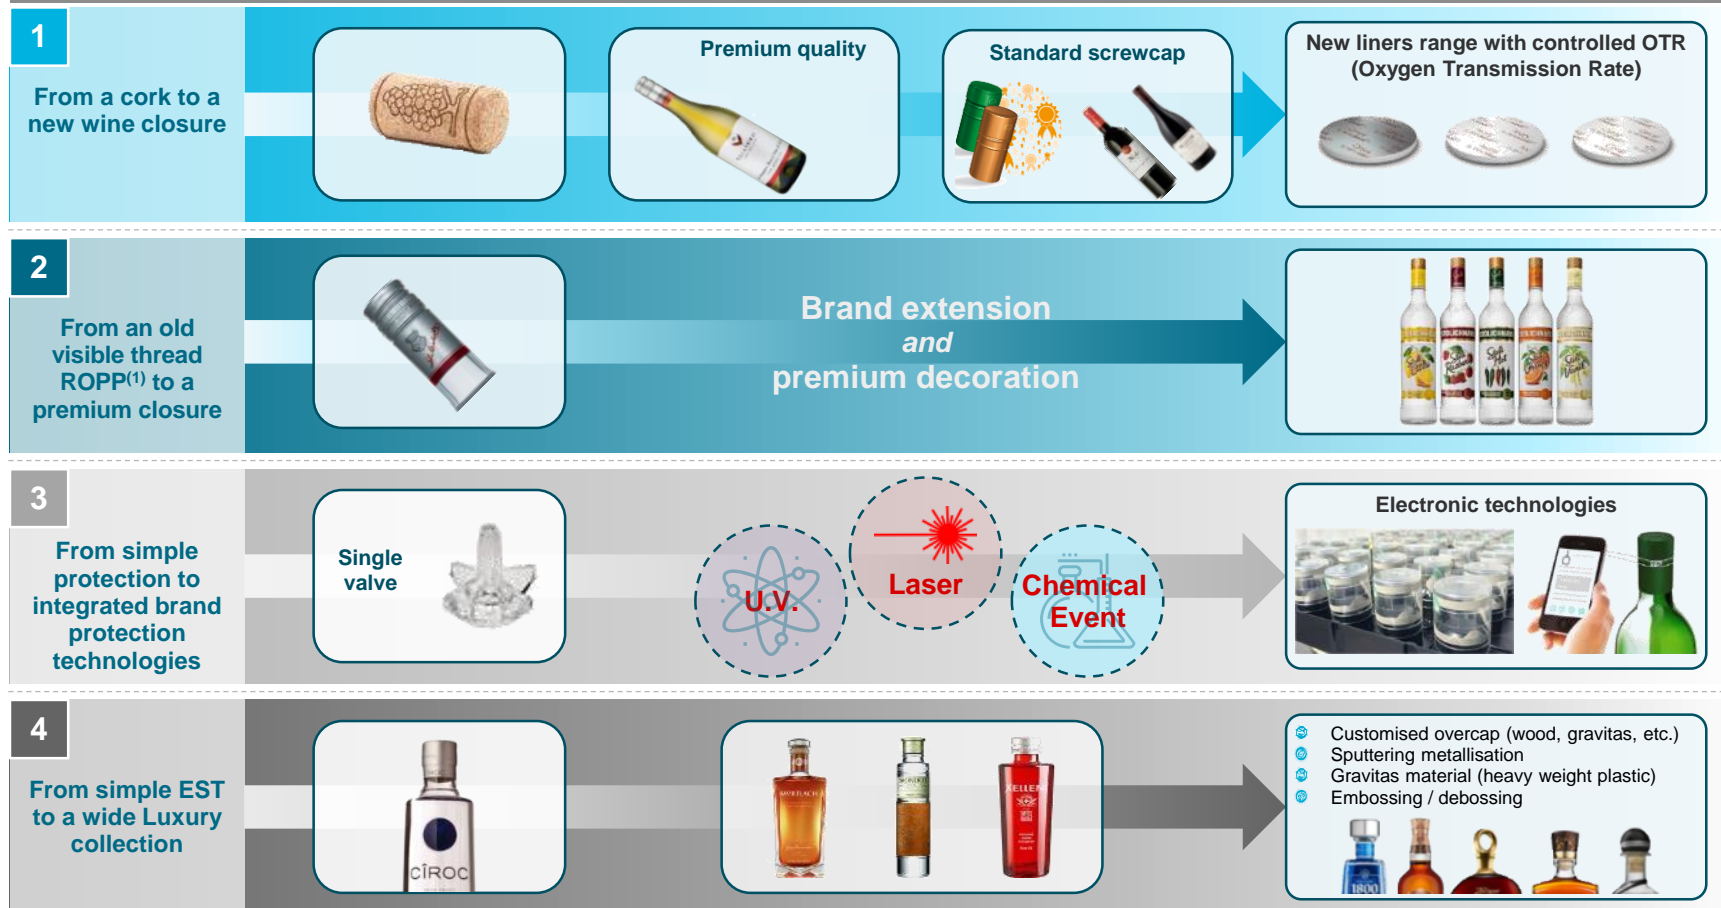 1
From a cork to a
new wine closure
Premium quality
Standard screwcap
New liners range with controlled OTR
(Oxygen Transmission Rate)
2
From an old
visible thread
ROPP(1) to a
premium closure
Brand extension
and
premium decoration
3
From simple
protection to
integrated brand
protection
technologies
Single
valve
U.V.
Laser
Chemical
Event
Electronic technologies
4
From simple EST
to a wide Luxury
collection
CÎROC
KELLEN
Customised overcap (wood, gravitas, etc.)
Sputtering metallisation
Gravitas material (heavy weight plastic)
Embossing / debossing
1800